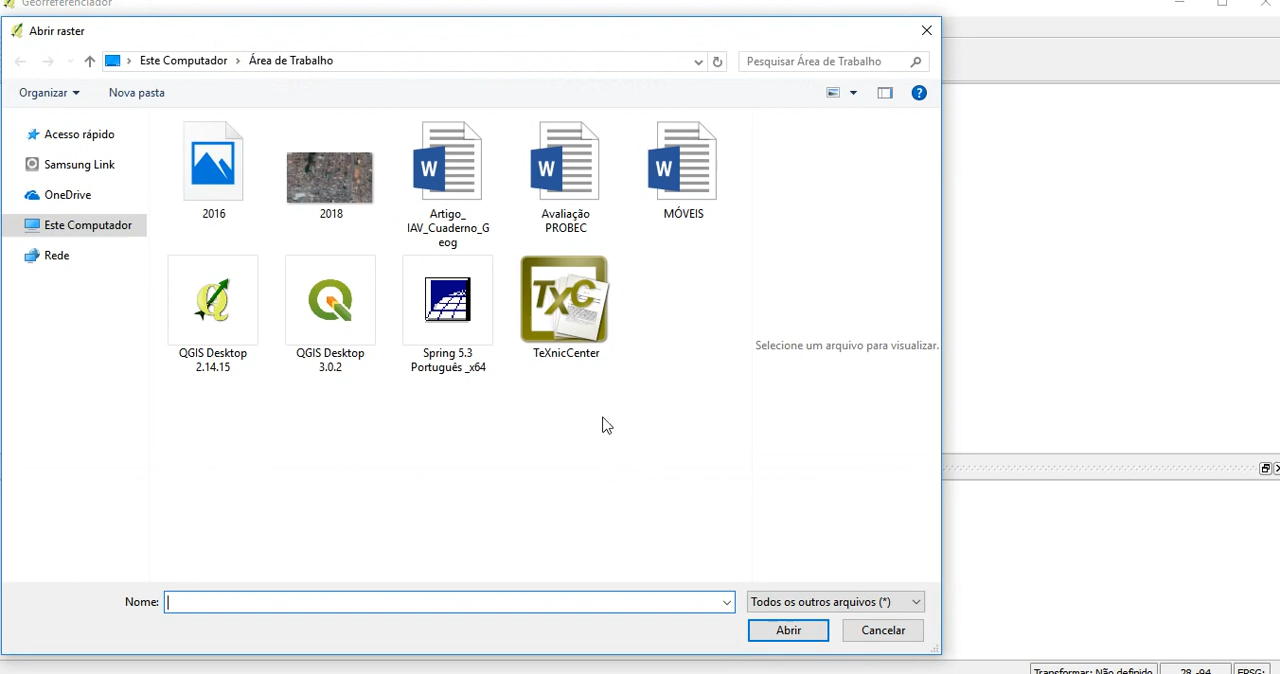 Georreferenciador
Abrir raster
Este Computador › Área de Trabalho
Pesquisar Área de Trabalho
Organizar
Nova pasta
Acesso rápido
Samsung Link
OneDrive
Este Computador
Rede
2016
2018
Artigo_
IAV_Cuaderno_G
eog
Avaliação
PROBEC
MÓVEIS
QGIS Desktop
2.14.15
QGIS Desktop
3.0.2
Spring 5.3
Português _x64
TeXnicCenter
Selecione um arquivo para visualizar.
Nome:
Todos os outros arquivos (*)
Abrir
Cancelar
Transformar: Não definido
28,-94
EPSG: